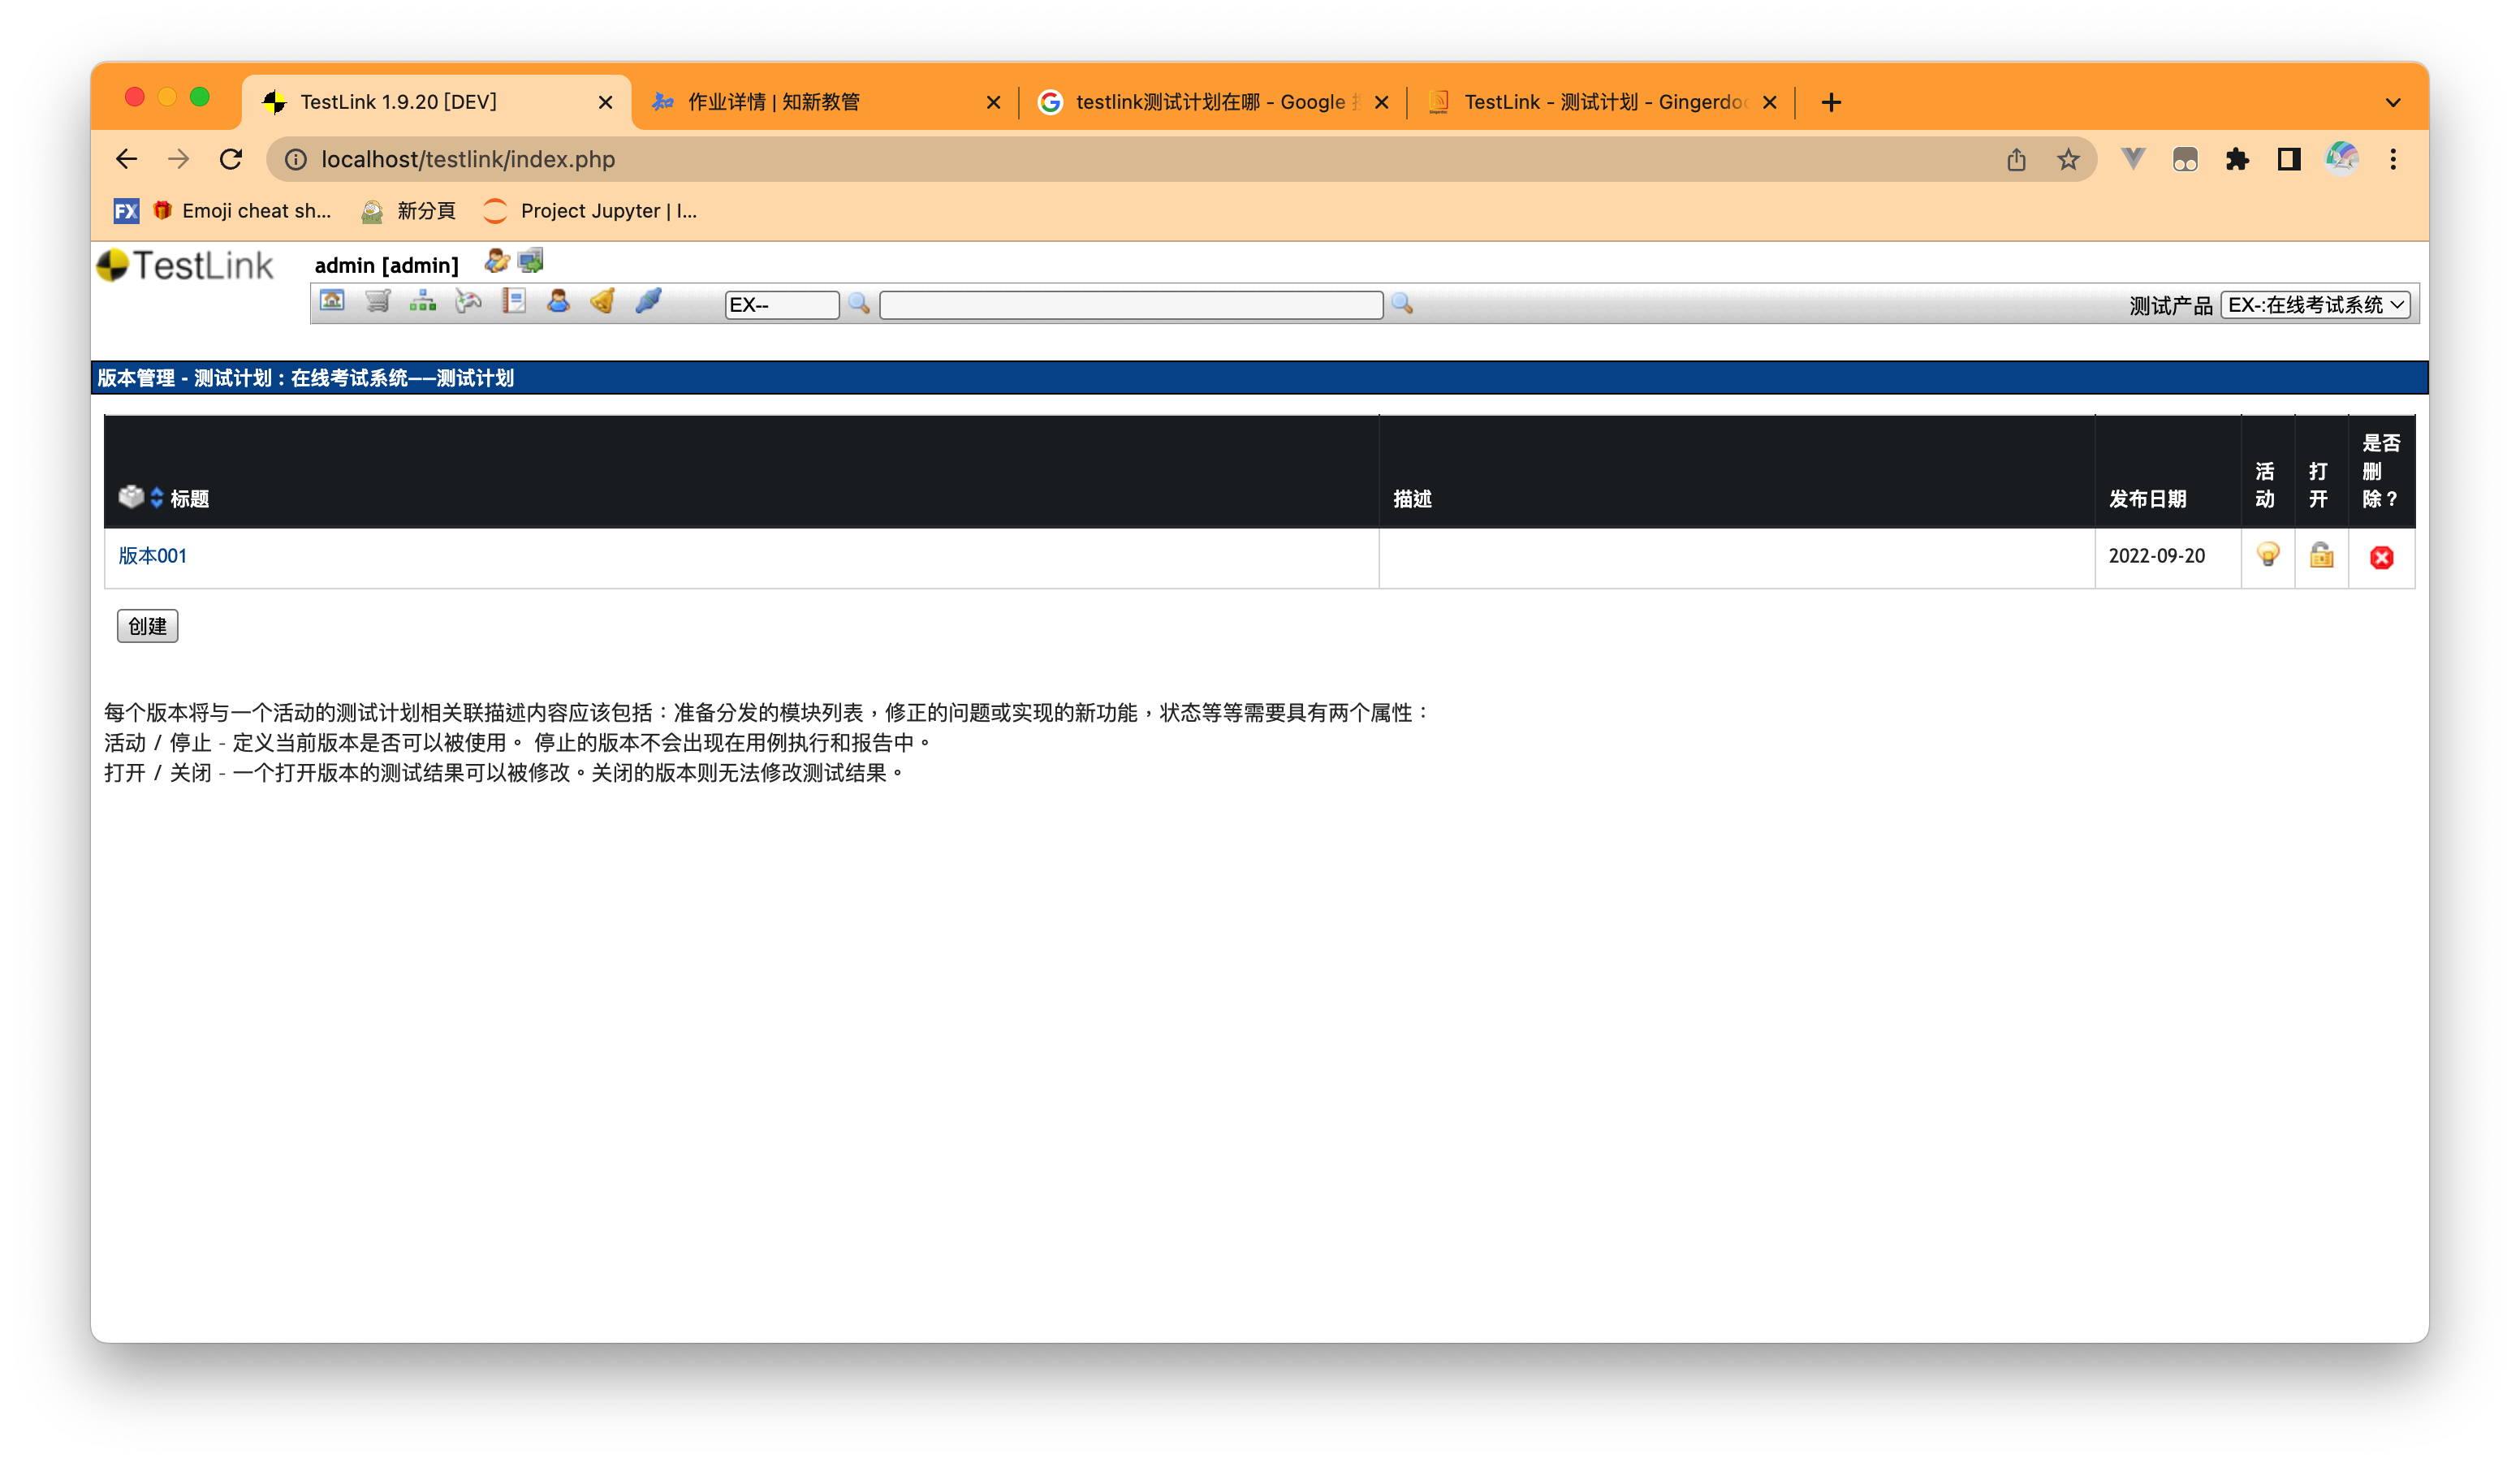 TestLink 1.9.20 [DEV]
作业详情 | 知新教管
testlink测试计划在哪 - Google
TestLink - 测试计划 - Gingerdoc
localhost/testlink/index.php
FX
Emoji cheat sh...
新分頁
Project Jupyter | I...
TestLink
admin [admin]
EX--
测试产品
EX-:在线考试系统
版本管理 - 测试计划：在线考试系统——测试计划
标题
描述
发布日期
活动
打开
是否删除？
版本001
2022-09-20
创建
每个版本将与一个活动的测试计划相关联描述内容应该包括：准备分发的模块列表，修正的问题或实现的新功能，状态等等需要具有两个属性：
活动 / 停止 - 定义当前版本是否可以被使用。 停止的版本不会出现在用例执行和报告中。
打开 / 关闭 - 一个打开版本的测试结果可以被修改。关闭的版本则无法修改测试结果。